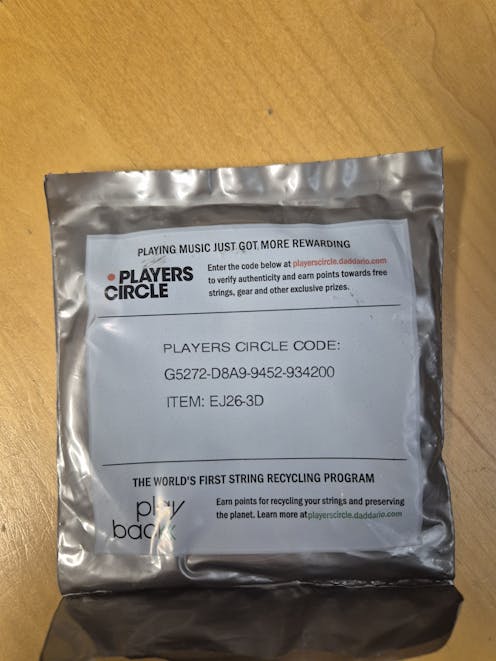 PLAYING MUSIC JUST GOT MORE REWARDING
PLAYERS CIRCLE
Enter the code below at playerscircle.daddario.com
to verify authenticity and earn points towards free
strings, gear and other exclusive prizes.
PLAYERS CIRCLE CODE:
G5272-D8A9-9452-934200
ITEM: EJ26-3D
THE WORLD'S FIRST STRING RECYCLING PROGRAM
play
back
Earn points for recycling your strings and preserving
the planet. Learn more at playerscircle.daddario.com